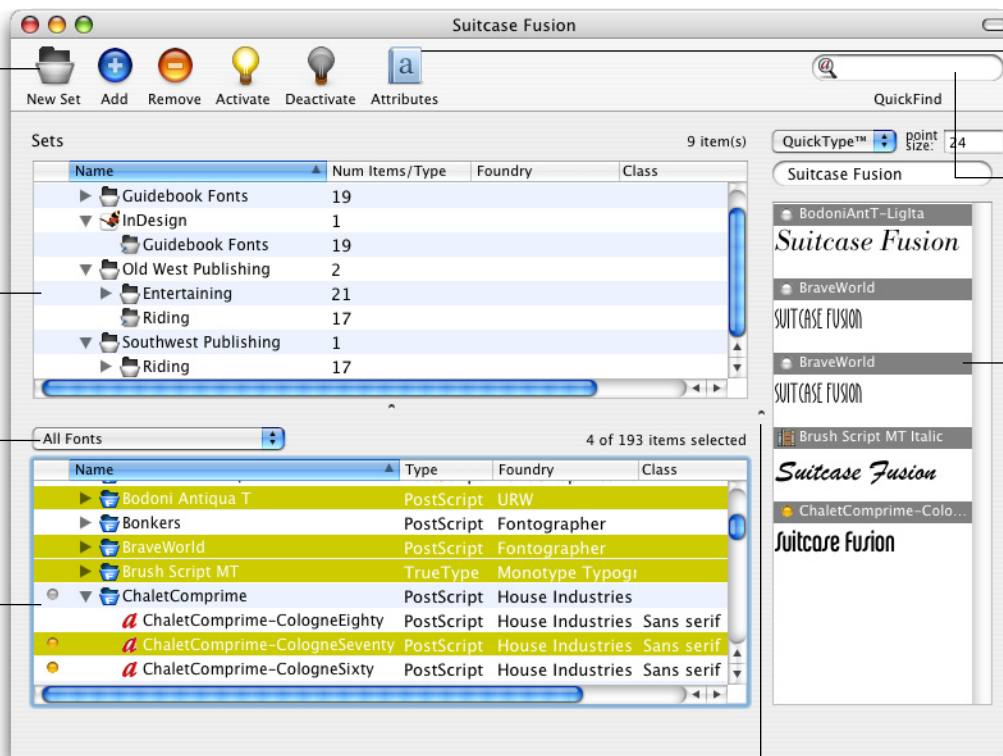 Suitcase Fusion
New Set Add Remove Activate Deactivate Attributes
a
QuickFind
Sets
9 item(s)
Name Num Items/Type Foundry Class
Guidebook Fonts 19
InDesign 1
Guidebook Fonts 19
Old West Publishing 2
Entertaining 21
Riding 17
Southwest Publishing 1
Riding 17
All Fonts
4 of 193 items selected
Name Type Foundry Class
Bodoni Antiqua T PostScript URW
Bonkers PostScript Fontographer
BraveWorld PostScript Fontographer
Brush Script MT TrueType Monotype Typogr
ChaletComprime PostScript House Industries
a ChaletComprime-CologneEighty PostScript House Industries Sans serif
a ChaletComprime-CologneSeventy PostScript House Industries Sans serif
a ChaletComprime-CologneSixty PostScript House Industries Sans serif
QuickType™ point size: 24
Suitcase Fusion
BodoniAntT-LigIta
Suitcase Fusion
BraveWorld
SUITCASE FUSION
BraveWorld
SUITCASE FUSION
Brush Script MT Italic
Suitcase Fusion
ChaletComprime-Colo...
Suitcase Fusion